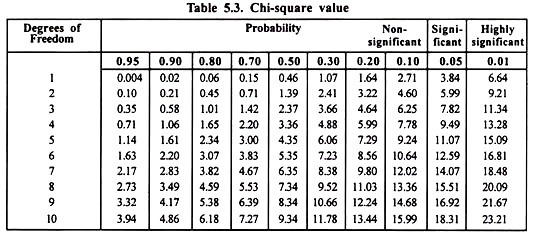 Table 5.3. Chi-square value
Degrees of Freedom Probability Non-significant Signi-ficant Highly significant
0.95 0.90 0.80 0.70 0.50 0.30 0.20 0.10 0.05 0.01
1 0.004 0.02 0.06 0.15 0.46 1.07 1.64 2.71 3.84 6.64
2 0.10 0.21 0.45 0.71 1.39 2.41 3.22 4.60 5.99 9.21
3 0.35 0.58 1.01 1.42 2.37 3.66 4.64 6.25 7.82 11.34
4 0.71 1.06 1.65 2.20 3.36 4.88 5.99 7.78 9.49 13.28
5 1.14 1.61 2.34 3.00 4.35 6.06 7.29 9.24 11.07 15.09
6 1.63 2.20 3.07 3.83 5.35 7.23 8.56 10.64 12.59 16.81
7 2.17 2.83 3.82 4.67 6.35 8.38 9.80 12.02 14.07 18.48
8 2.73 3.49 4.59 5.53 7.34 9.52 11.03 13.36 15.51 20.09
9 3.32 4.17 5.38 6.39 8.34 10.66 12.24 14.68 16.92 21.67
10 3.94 4.86 6.18 7.27 9.34 11.78 13.44 15.99 18.31 23.21